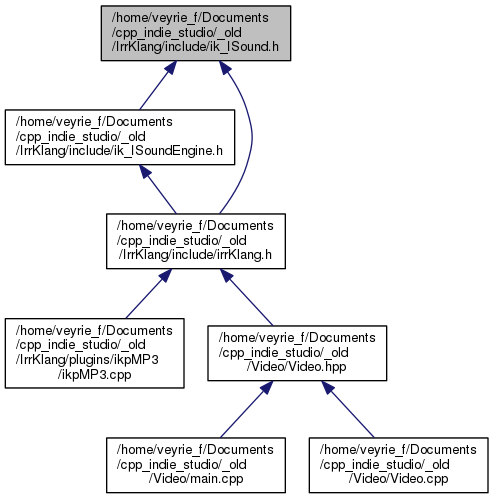 /home/veyrie_f/Documents
/cpp_indie_studio/_old
/IrrKlang/include/ik_ISound.h
/home/veyrie_f/Documents
/cpp_indie_studio/_old
/IrrKlang/include/ik_ISoundEngine.h
/home/veyrie_f/Documents
/cpp_indie_studio/_old
/IrrKlang/include/irrKlang.h
/home/veyrie_f/Documents
/cpp_indie_studio/_old
/IrrKlang/plugins/ikpMP3
/ikpMP3.cpp
/home/veyrie_f/Documents
/cpp_indie_studio/_old
/Video/Video.hpp
/home/veyrie_f/Documents
/cpp_indie_studio/_old
/Video/main.cpp
/home/veyrie_f/Documents
/cpp_indie_studio/_old
/Video/Video.cpp